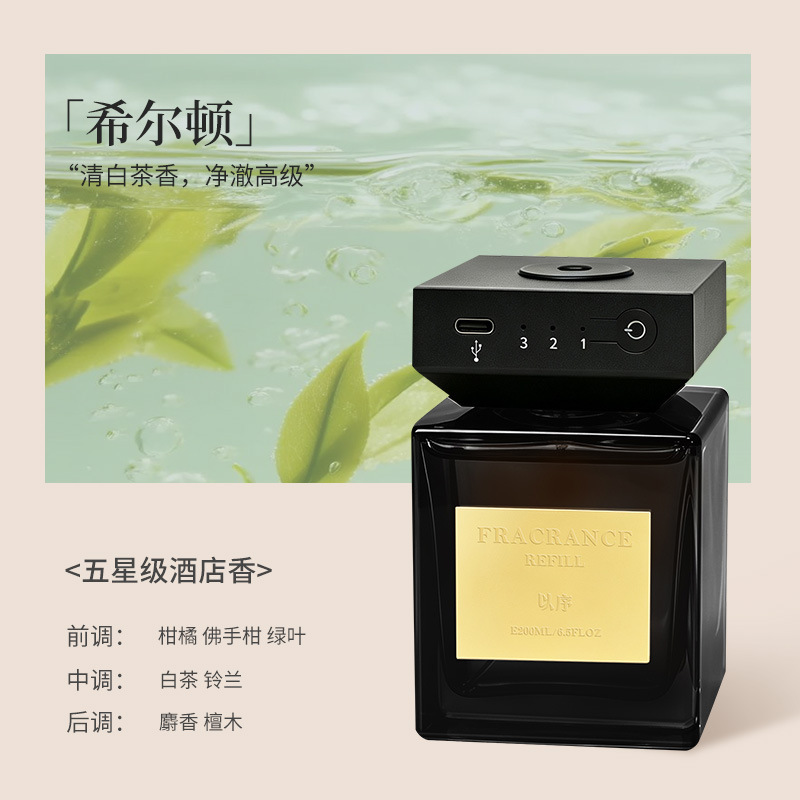 「希尔顿」
“清白茶香，净澈高级”
3 2 1
FRAGRANCE
REFILL
以序
E200ML/6.8FLOZ
<五星级酒店香>
前调： 柑橘 佛手柑 绿叶
中调： 白茶 铃兰
后调： 麝香 檀木